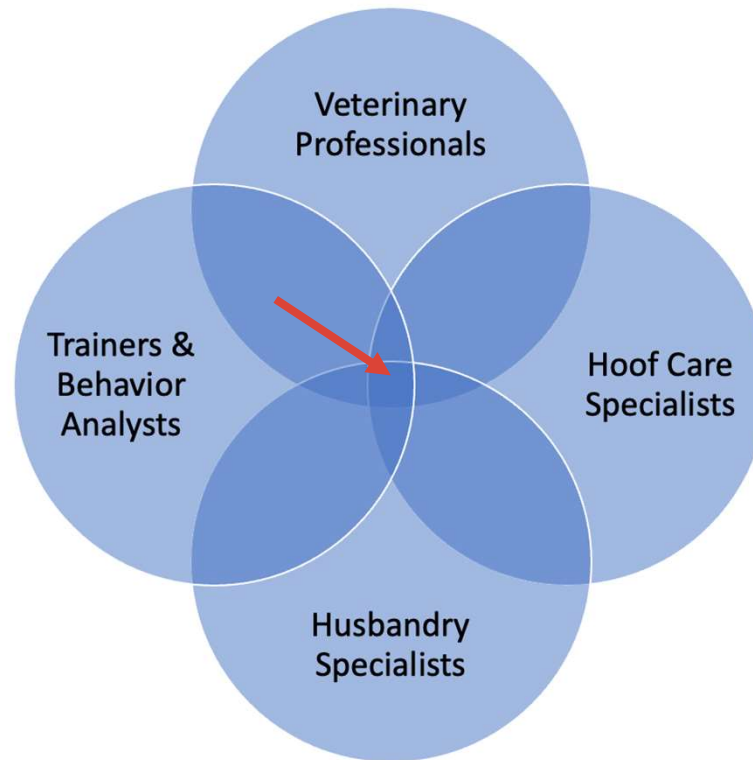 Veterinary
Professionals
Trainers &
Behavior
Analysts
Hoof Care
Specialists
Husbandry
Specialists